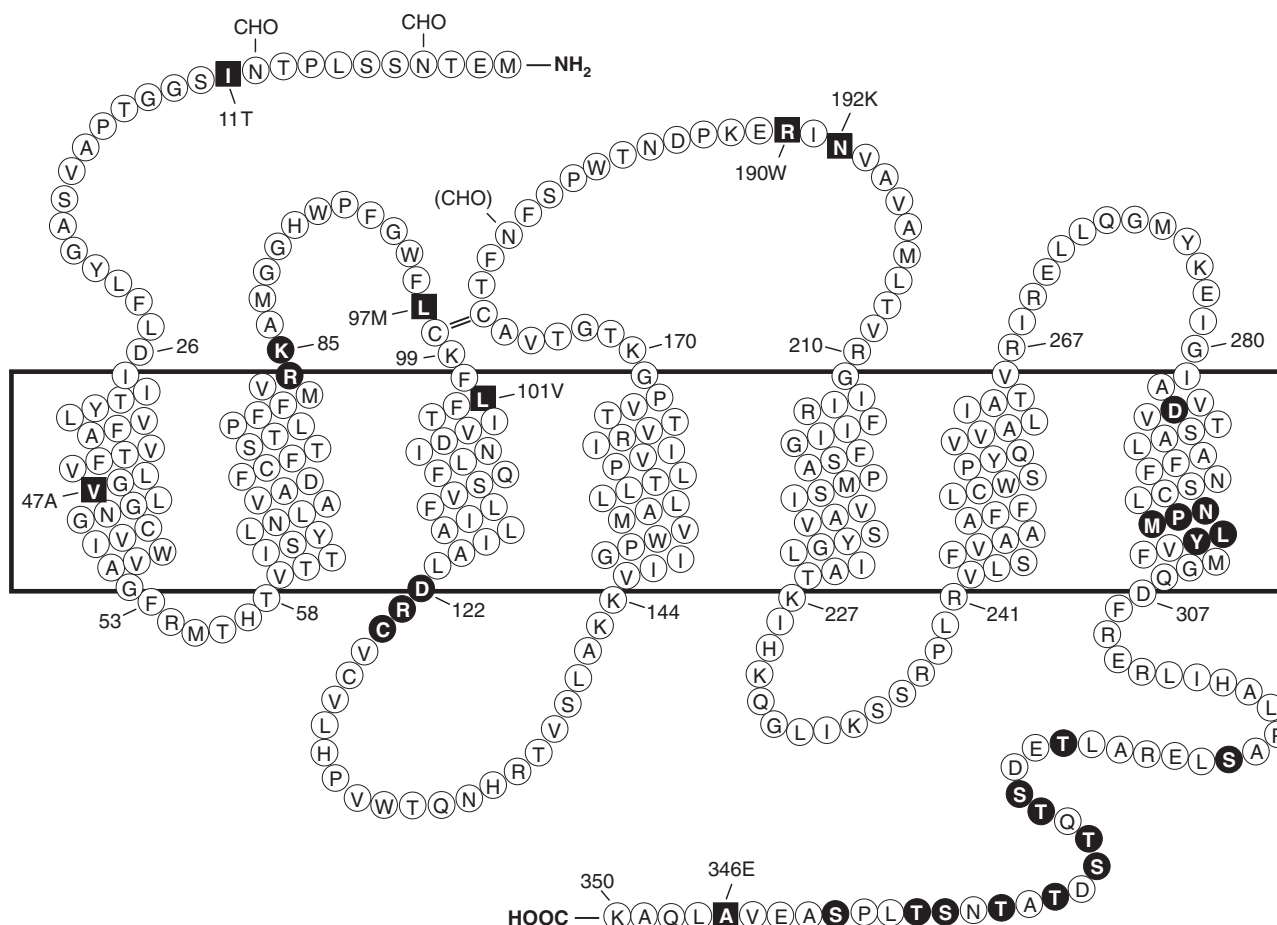 CHO
CHO
P T G G S I N T P L S S N T E M NH2
11T
A V S A G Y L F L D
26
I
L Y T I
A F V V
V F T V
47A V G L L
G N G L
I V C
A V W
G
53
F R M T H T
58
A M G G H W P F G W F L C K F
K 85
R
97M
99
V F M
P F T L
S T F T
F C D
V A A
L N Y
I S T
V T
L 101V
T F I
I D V N
F L Q
F V S L
A I L
L A I
D 122
R
C
V C V L H P V W T Q N H R T V S L A K K
144
(CHO)
C T F N F S P W T N D P K E R I N V A V A M L T V R
190W
192K
210
C A V T G T K
170
G
T V P
I R V T
P V I
L L T L
M A L
G P W V
V I I
G
R I I
G I I F
S A F
I S M P
V A V
L G Y S
T A I
K 227
I H K Q G L I K S S R P L R
241
R I R E L L Q G M Y K E I G
267
280
V
I A T
V V A L
P Y Q
L C W S
A F F
F V A A
V L S
I
A V
V D T
L A S
F F A
L C S N
M P N
F V Y L
Q G M
D 307
F R E R L I H A L
A S L E R A L T E D S T Q T S D
350
346E
HOOC K A Q L A V E A S P L T S N T A T